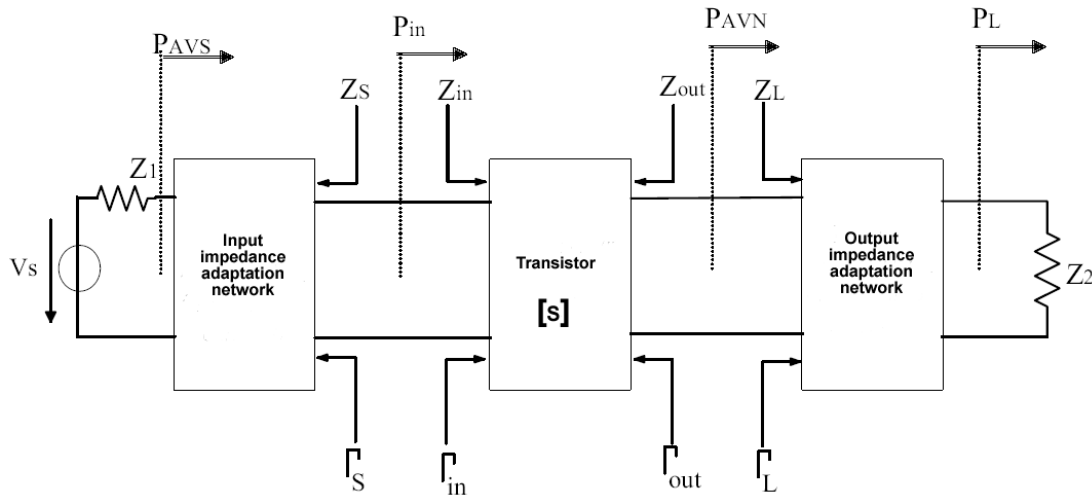 PAVS
Pin
PAVN
PL
ZS
Zin
Zout
ZL
Z1
Vs
Input
impedance
adaptation
network
Transistor
[s]
Output
impedance
adaptation
network
Z2
ΓS
Γin
Γout
ΓL